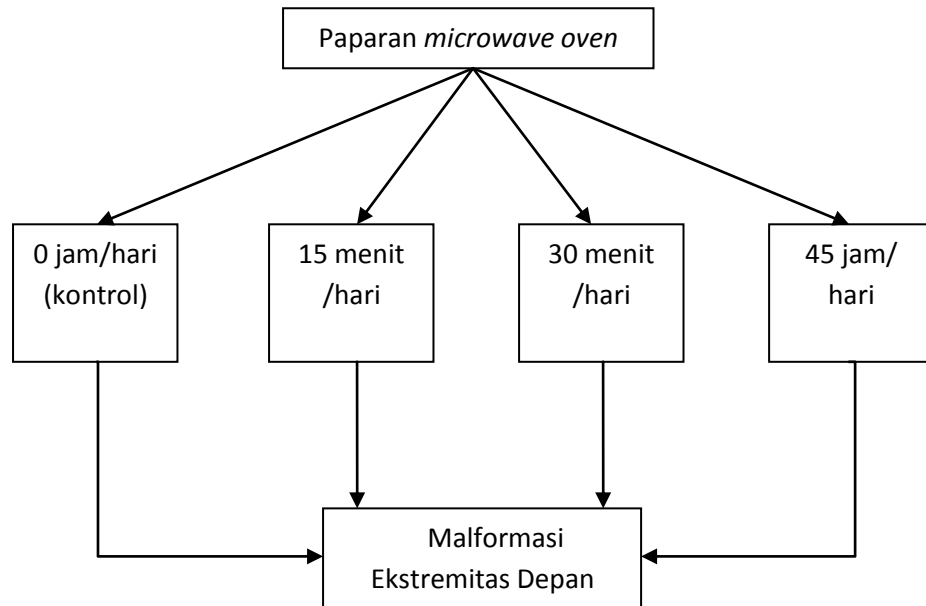 Paparan microwave oven
0 jam/hari
(kontrol)
15 menit
/hari
30 menit
/hari
45 jam/
hari
Malformasi
Ekstremitas Depan